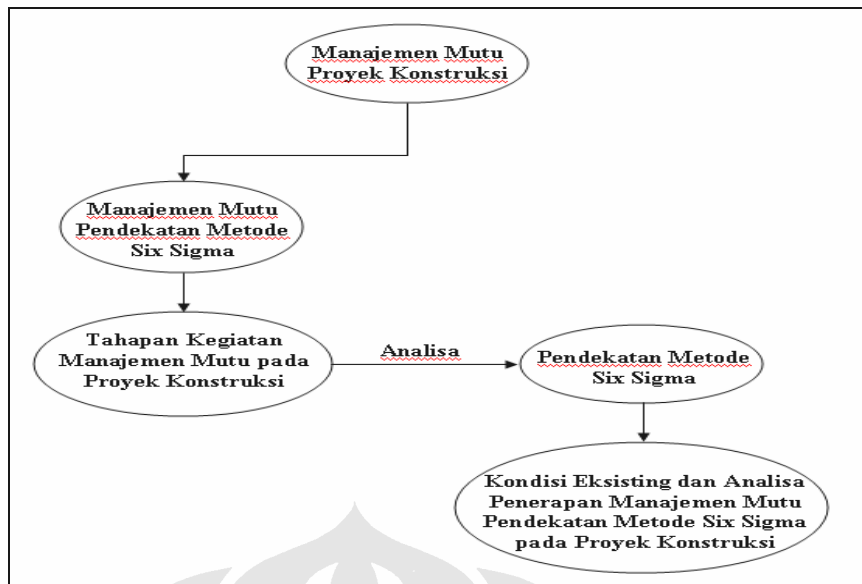 Manajemen Mutu
Proyek Konstruksi
Manajemen Mutu
Pendekatan Metode
Six Sigma
Tahapan Kegiatan
Manajemen Mutu pada
Proyek Konstruksi
Analisa
Pendekatan Metode
Six Sigma
Kondisi Eksisting dan Analisa
Penerapan Manajemen Mutu
Pendekatan Metode Six Sigma
pada Proyek Konstruksi